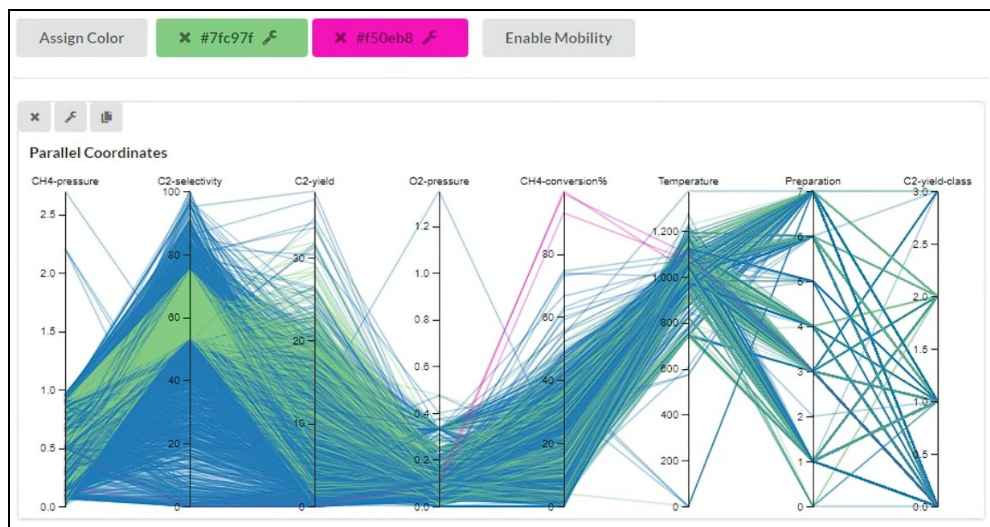 Assign Color
#7fc97f
#f50eb8
Enable Mobility
Parallel Coordinates
CH4-pressure C2-selectivity C2-yield O2-pressure CH4-conversion% Temperature Preparation C2-yield-class
100 7 3.0
2.5 1.2 1,200 6 2.5
2.0 80 30 1.0 80 1,000 5 2.0
1.5 60 0.8 60 800 4
20 0.6 600 3 1.5
1.0 40 0.4 40 400 2 1.0
0.5 20 10 0.2 20 200 1 0.5
0.0 0 0 0.0 0 0 0 0.0